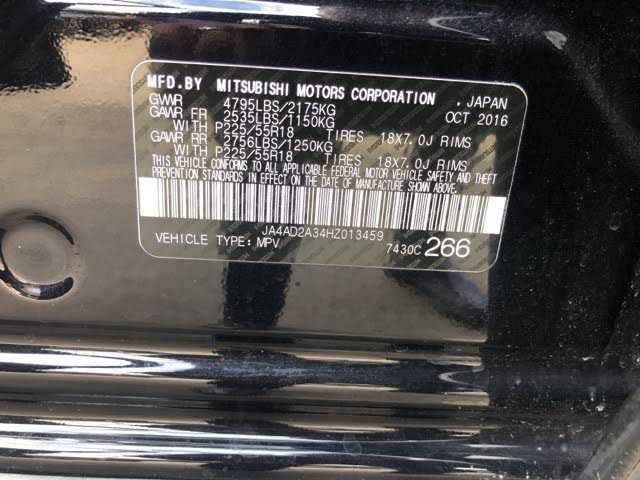 MFD.BY MITSUBISHI MOTORS CORPORATION , JAPAN
GWVR 4795LBS/2175KG OCT 2016
GAWR FR 2535LBS/1150KG
WITH P225/55R18 TIRES 18X7.0J RIMS
GAWR RR 2756LBS/1250KG
WITH P225/55R18 TIRES 18X7.0J RIMS
THIS VEHICLE CONFORMS TO ALL APPLICABLE FEDERAL MOTOR VEHICLE SAFETY AND THEFT
PREVENTION STANDARDS IN EFFECT ON THE DATE OF MANUFACTURE SHOWN ABOVE.
JA4AD2A34HZ013459
VEHICLE TYPE: MPV 7430C 266